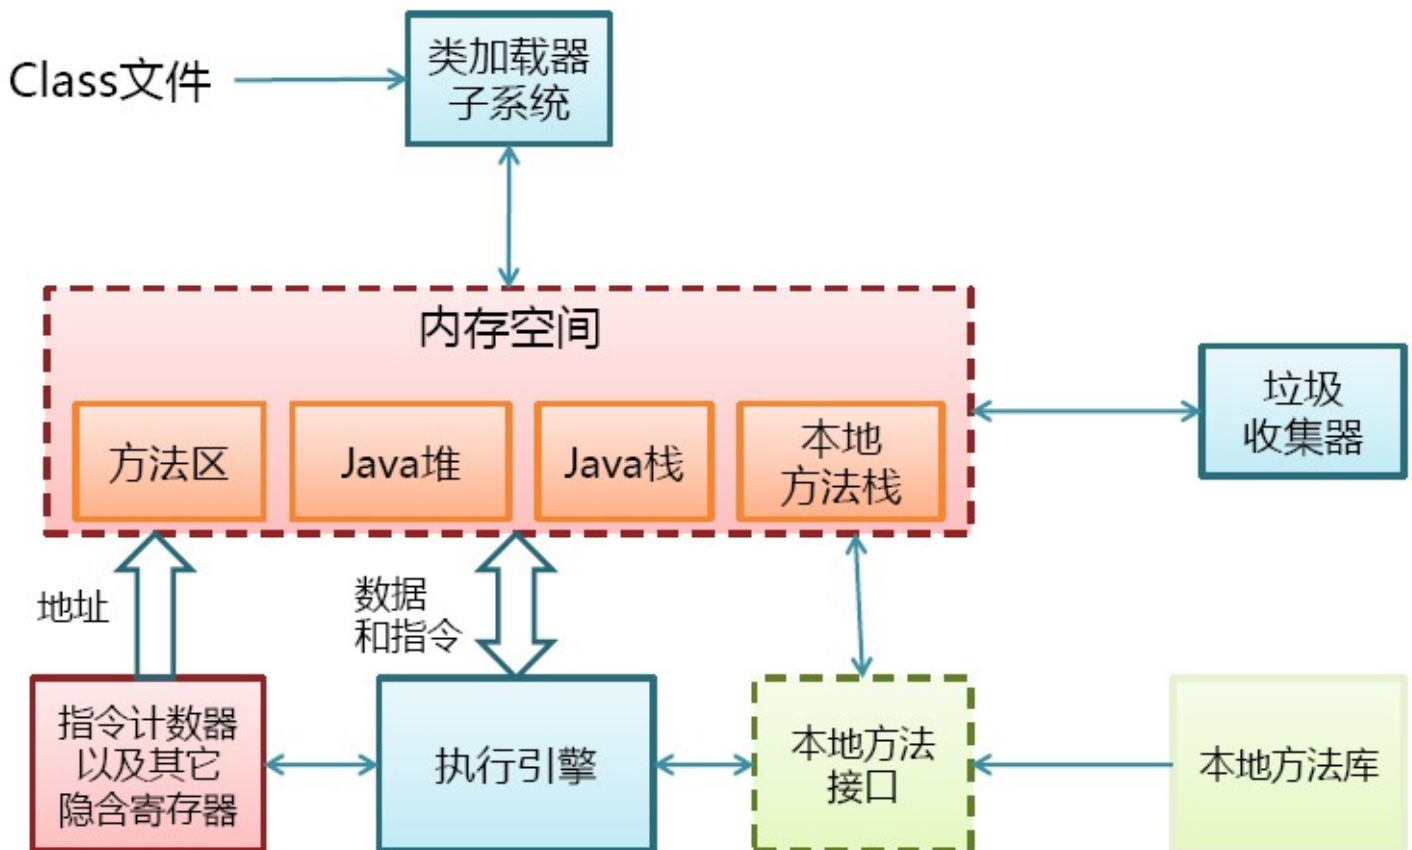 类加载器
子系统
Class文件
内存空间
方法区
Java堆
Java栈
本地
方法栈
垃圾
收集器
地址
数据
和指令
指令计数器
以及其它
隐含寄存器
执行引擎
本地方法
接口
本地方法库